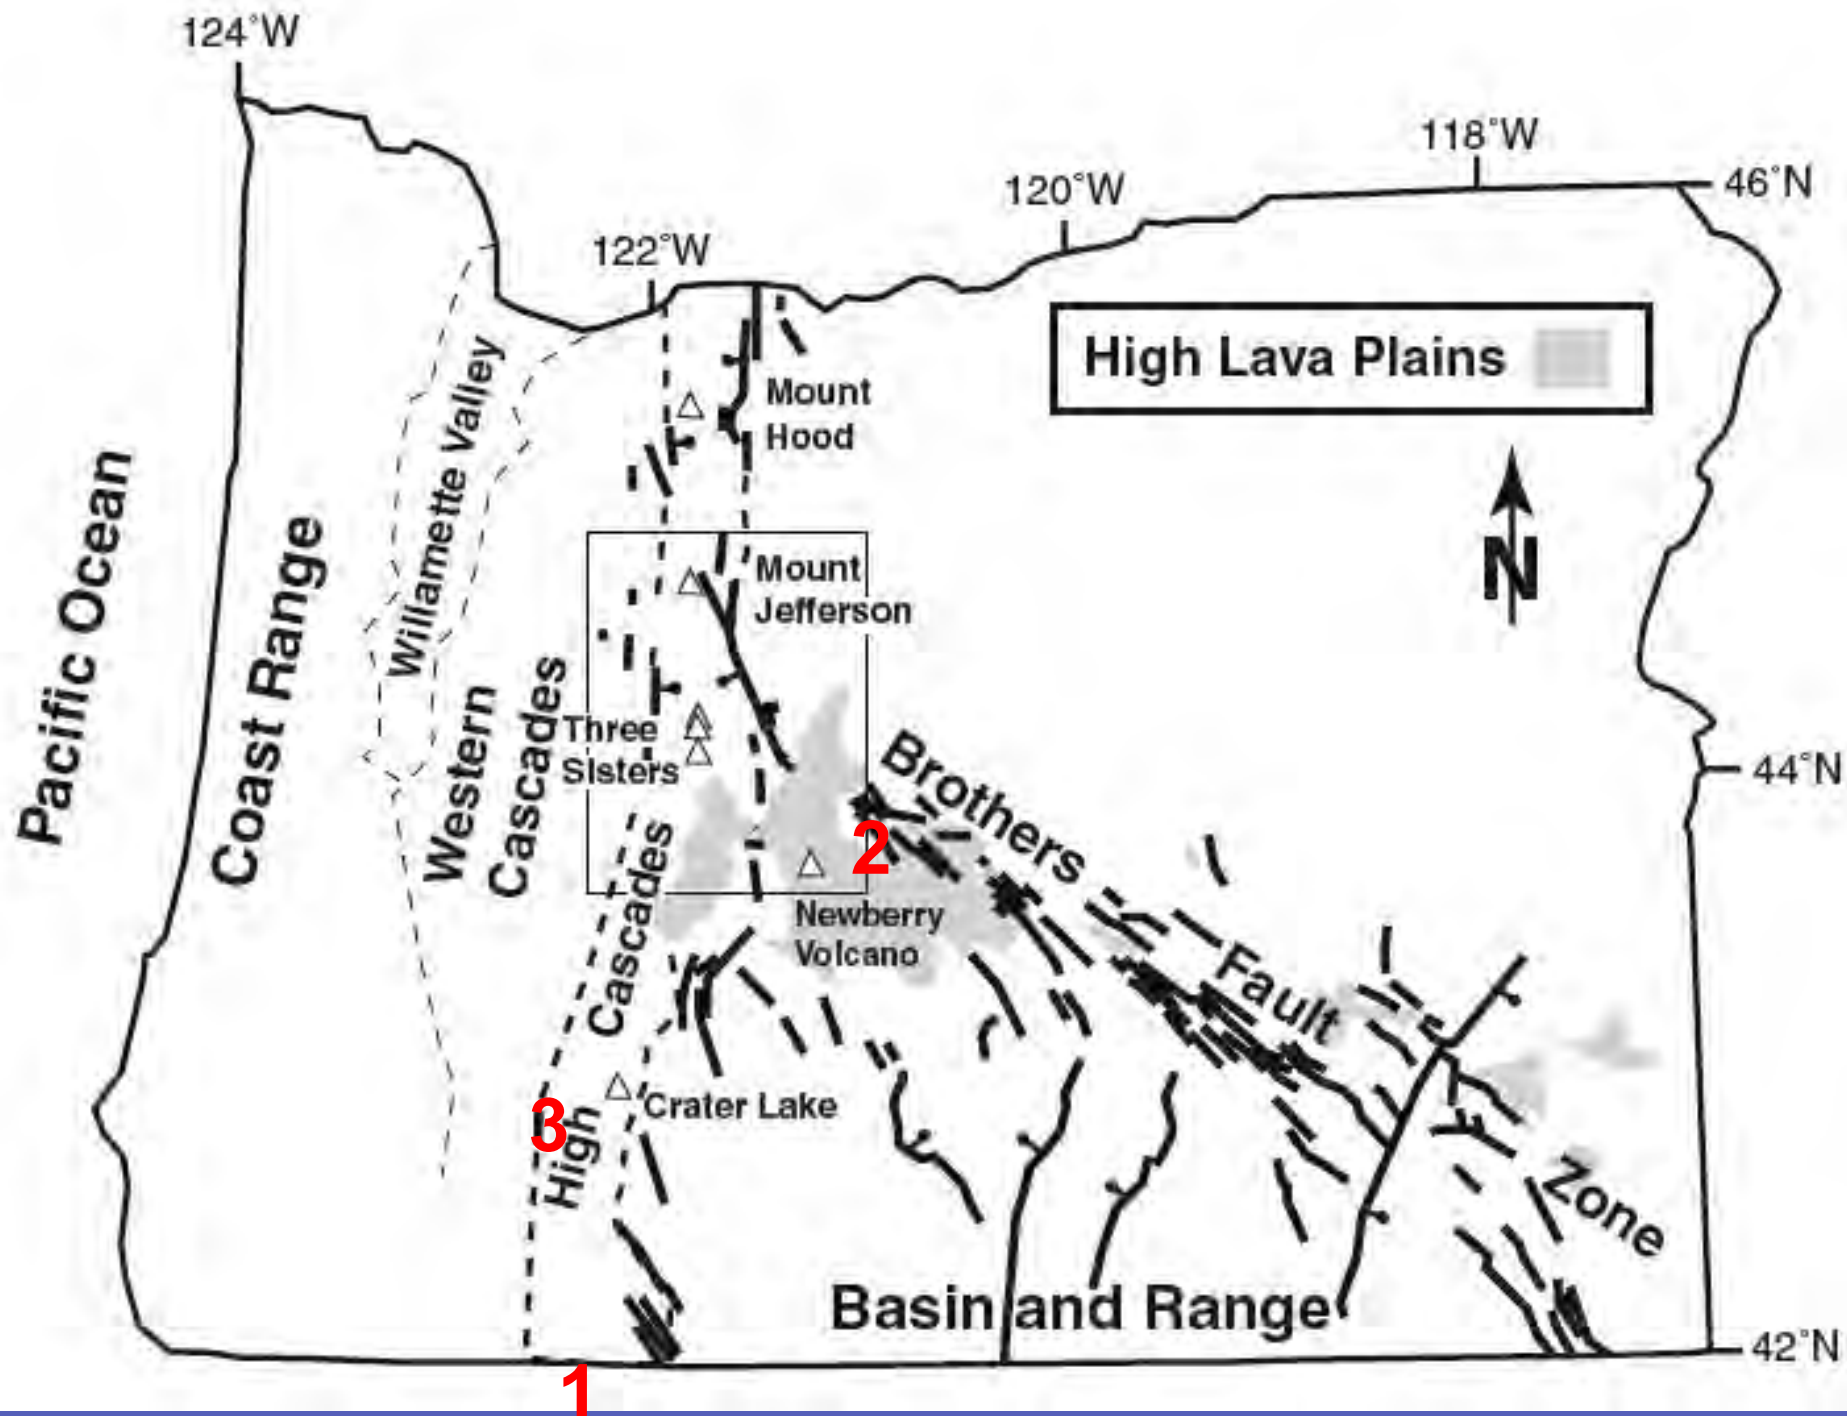 124°W
118°W
120°W
46°N
122°W
High Lava Plains
Mount
Hood
Willamette Valley
Pacific Ocean
Coast Range
N
Mount
Jefferson
Western
Cascades
Three
Sisters
44°N
Brothers
2
Cascades
Newberry
Volcano
Fault
3
High
Crater Lake
Zone
Basin and Range
42°N
1